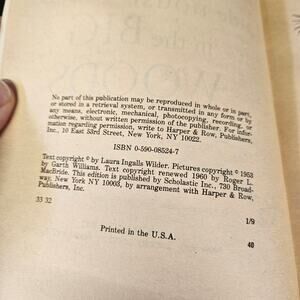 No part of this publication may be reproduced in whole or in part,
or stored in a retrieval system, or transmitted in any form or by
any means, electronic, mechanical, photocopying, recording, or
otherwise, without written permission of the publisher. For infor-
mation regarding permission, write to Harper & Row, Publishers,
Inc., 10 East 53rd Street, New York, NY 10022.
ISBN 0-590-08524-7
Text copyright © by Laura Ingalls Wilder. Pictures copyright © 1953
by Garth Williams. Text copyright renewed 1960 by Roger L.
MacBride. This edition is published by Scholastic Inc., 730 Broad-
way, New York NY 10003, by arrangement with Harper & Row,
Publishers, Inc.
33 32
1/9
Printed in the U.S.A.
40